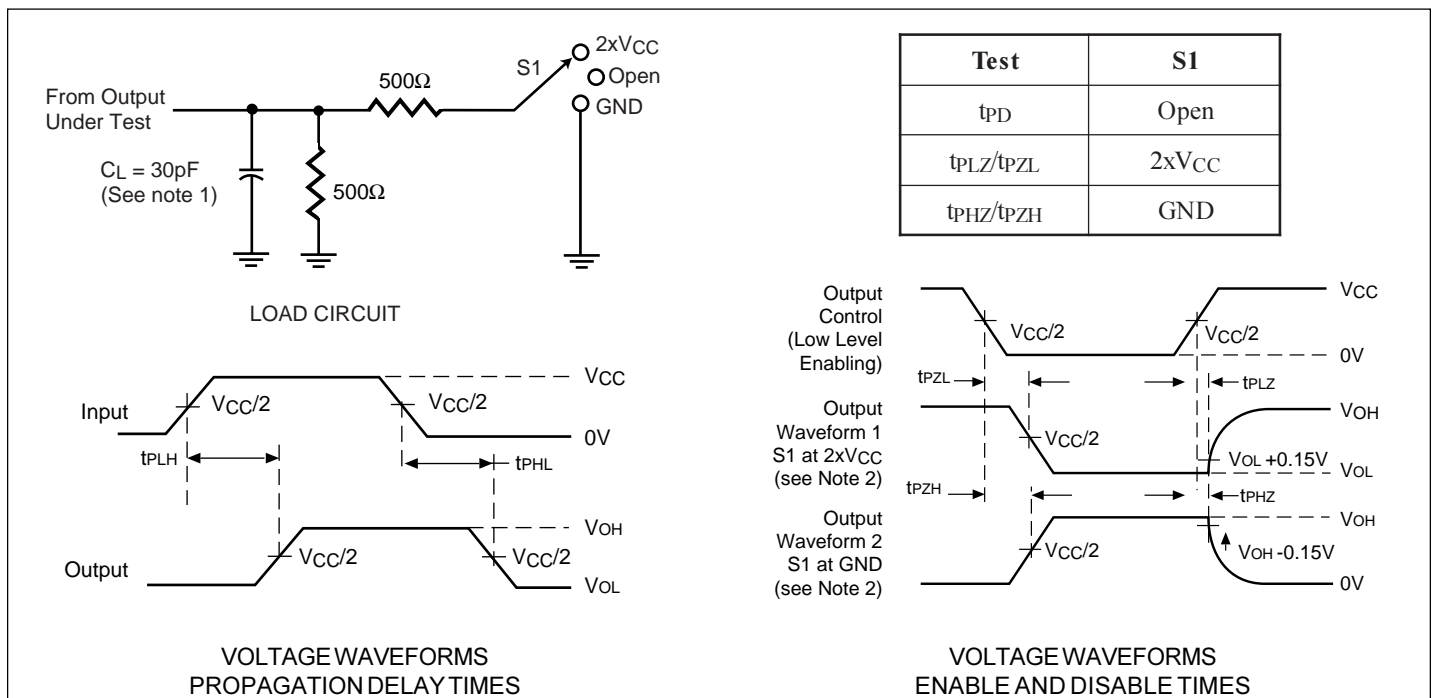 2xVCC
S1
Open
500Ω
GND
From Output
Under Test
CL = 30pF
(See note 1)
500Ω
LOAD CIRCUIT
Test S1
tPD Open
tPLZ/tPZL 2xVCC
tPHZ/tPZH GND
VCC
Input VCC/2 VCC/2
0V
tPLH tPHL
VOH
Output VCC/2 VCC/2
VOL
VOLTAGE WAVEFORMS
PROPAGATION DELAY TIMES
Output
Control
(Low Level
Enabling)
VCC
VCC/2 VCC/2
0V
tPZL tPLZ
Output
Waveform 1
S1 at 2xVCC
(see Note 2)
VOH
VCC/2
VOL +0.15V
VOL
tPZH tPHZ
Output
Waveform 2
S1 at GND
(see Note 2)
VOH
VCC/2
VOH -0.15V
0V
VOLTAGE WAVEFORMS
ENABLE AND DISABLE TIMES